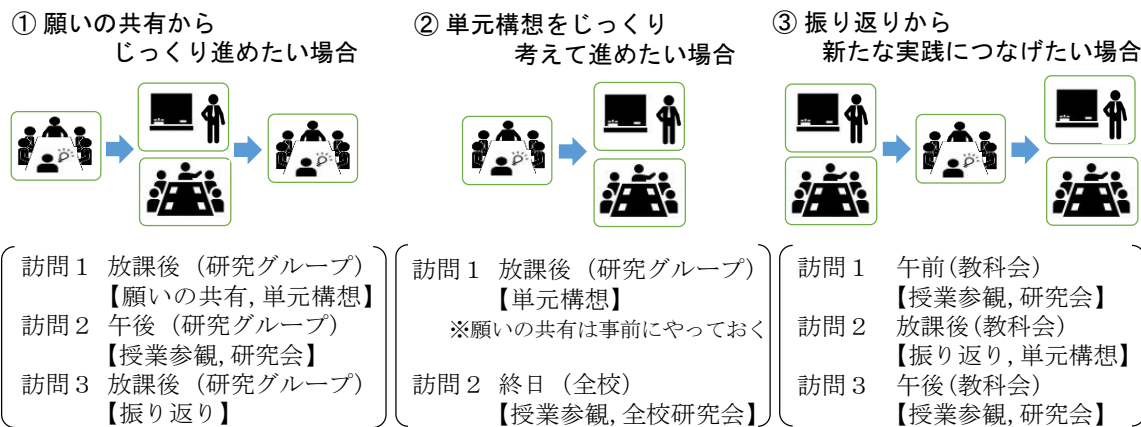 ① 願いの共有から
じっくり進めたい場合
訪問１ 放課後（研究グループ）
【願いの共有,単元構想】
訪問２ 午後（研究グループ）
【授業参観,研究会】
訪問３ 放課後（研究グループ）
【振り返り】
② 単元構想をじっくり
考えて進めたい場合
訪問１ 放課後（研究グループ）
【単元構想】
※願いの共有は事前にやっておく
訪問２ 終日（全校）
【授業参観,全校研究会】
③ 振り返りから
新たな実践につなげたい場合
訪問１ 午前(教科会)
【授業参観,研究会】
訪問２ 放課後(教科会)
【振り返り,単元構想】
訪問３ 午後(教科会)
【授業参観,研究会】